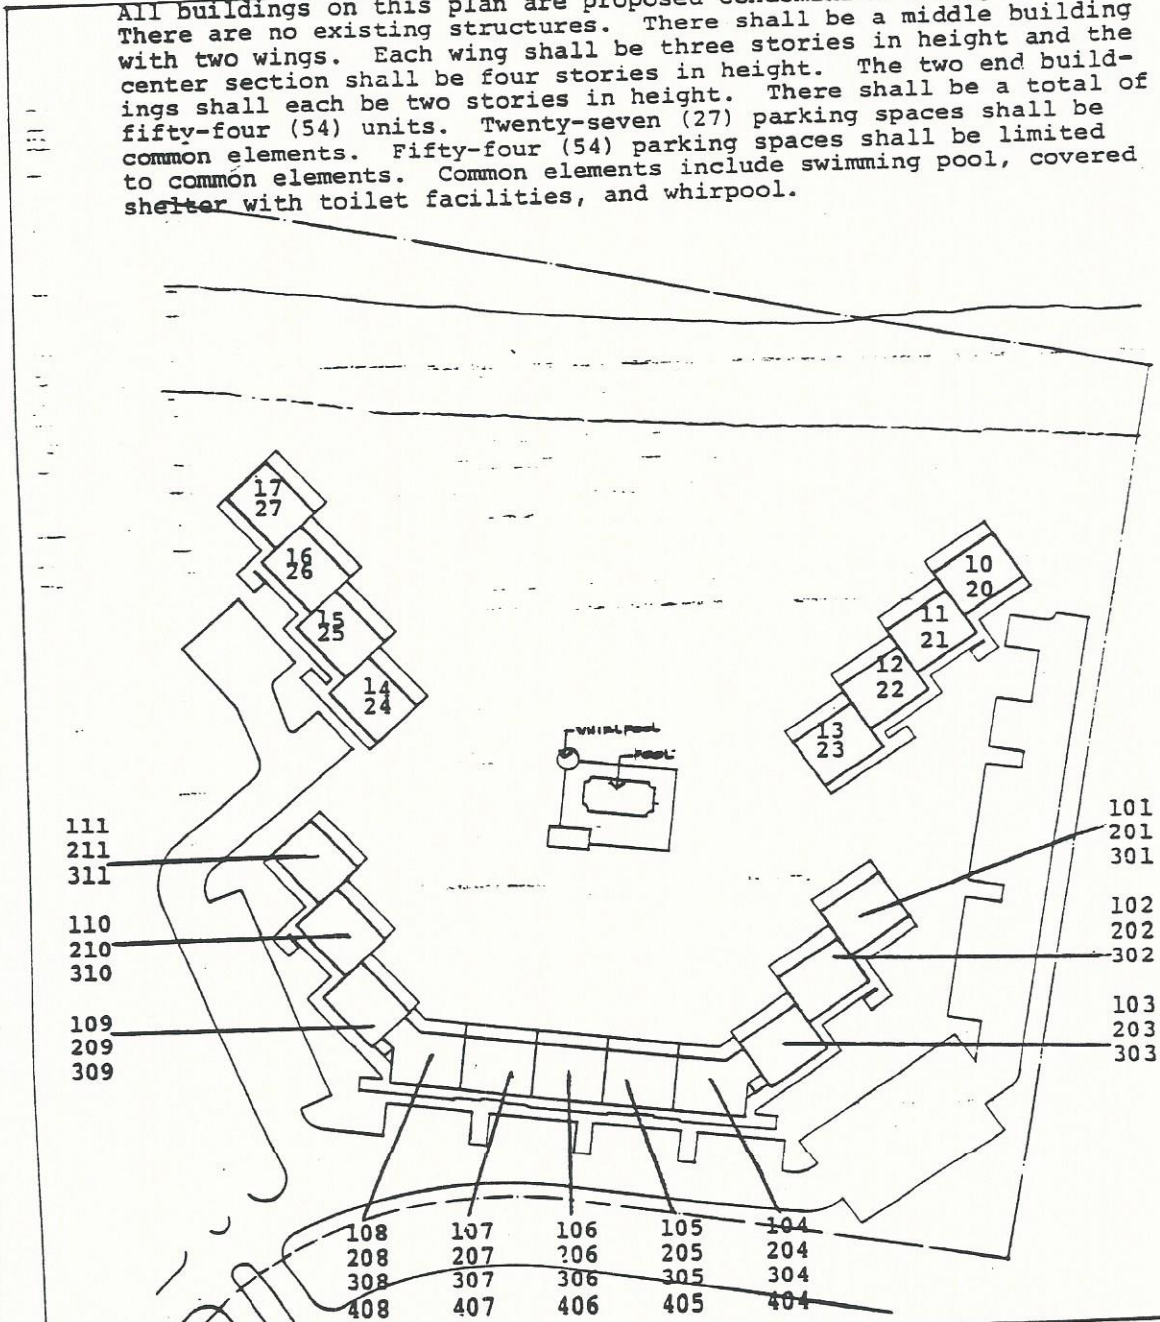 All buildings on this plan are proposed
There are no existing structures. There shall be a middle building
with two wings. Each wing shall be three stories in height and the
center section shall be four stories in height. The two end build-
ings shall each be two stories in height. There shall be a total of
fifty-four (54) units. Twenty-seven (27) parking spaces shall be
common elements. Fifty-four (54) parking spaces shall be limited
to common elements. Common elements include swimming pool, covered
shelter with toilet facilities, and whirpool.
17
27
16
26
15
25
14
24
10
20
11
21
12
22
13
23
WHIRLPOOL
POOL
111
211
311
110
210
310
109
209
309
101
201
301
102
202
302
103
203
303
108 107 106 105 104
208 207 206 205 204
308 307 306 305 304
408 407 406 405 404